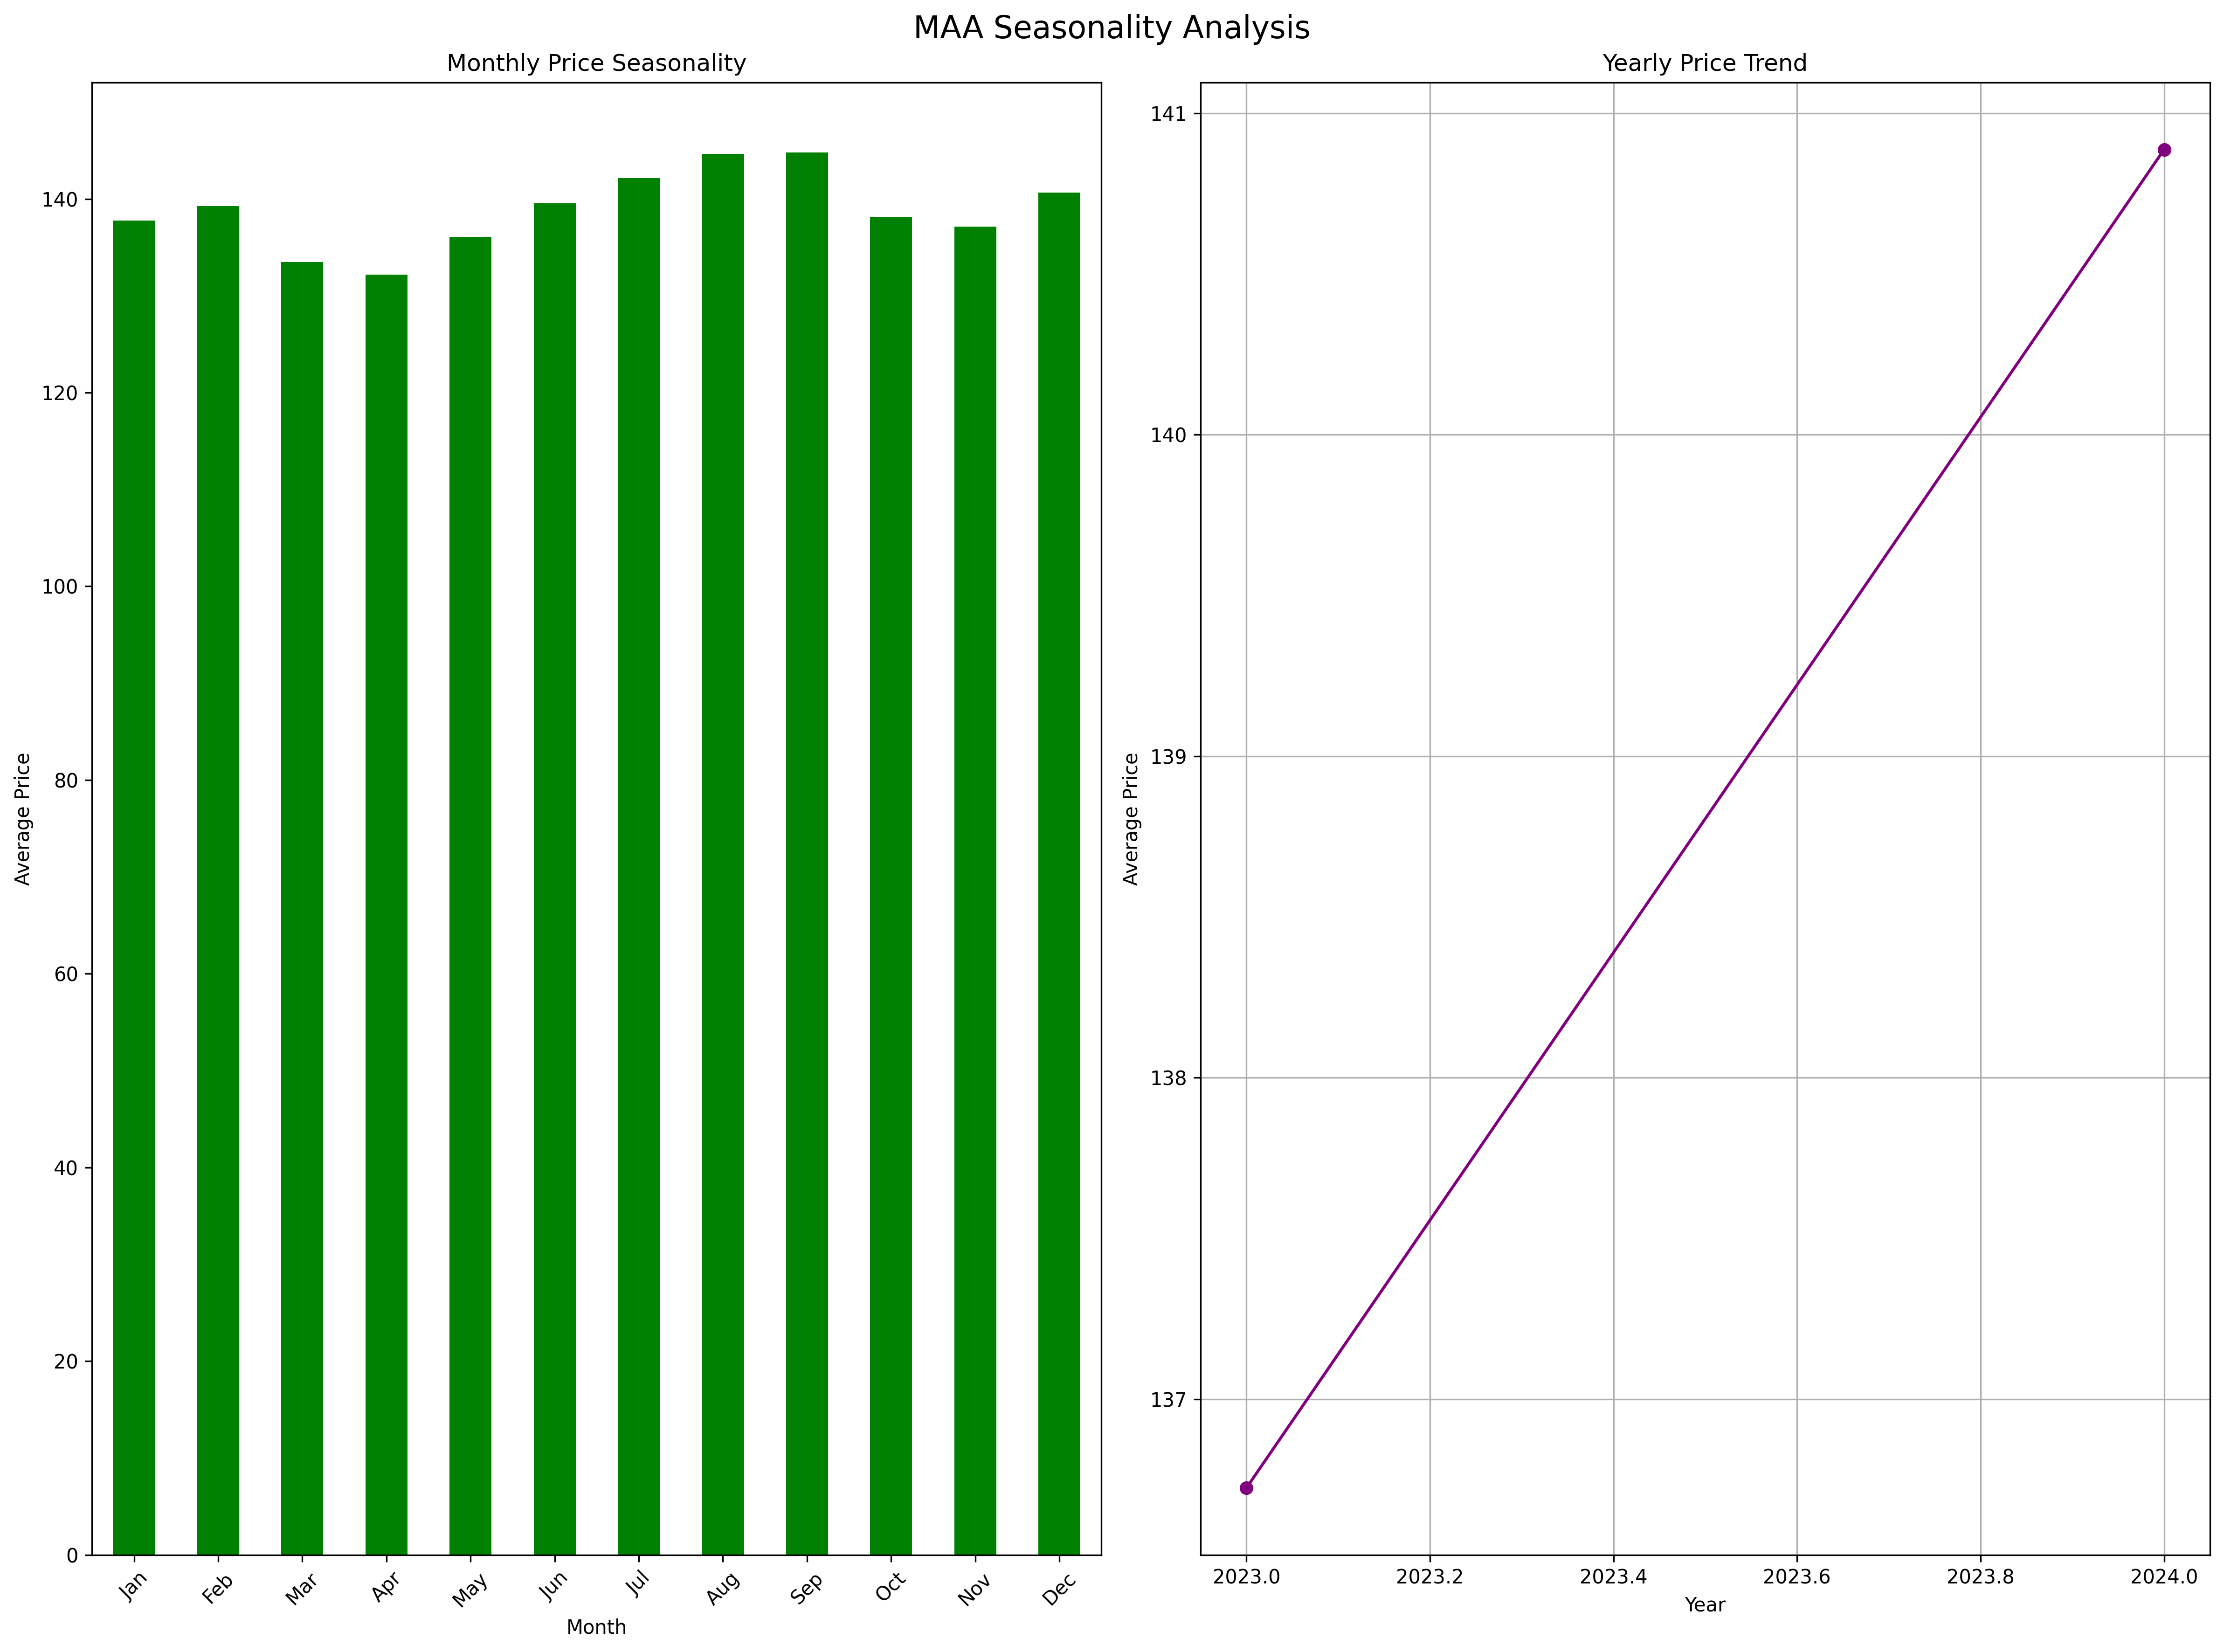 MAA Seasonality Analysis
Monthly Price Seasonality
Average Price
140
120
100
80
60
40
20
0
Jan
Feb
Mar
Apr
May
Jun
Jul
Aug
Sep
Oct
Nov
Dec
Month
Yearly Price Trend
Average Price
141
140
139
138
137
2023.0
2023.2
2023.4
2023.6
2023.8
2024.0
Year